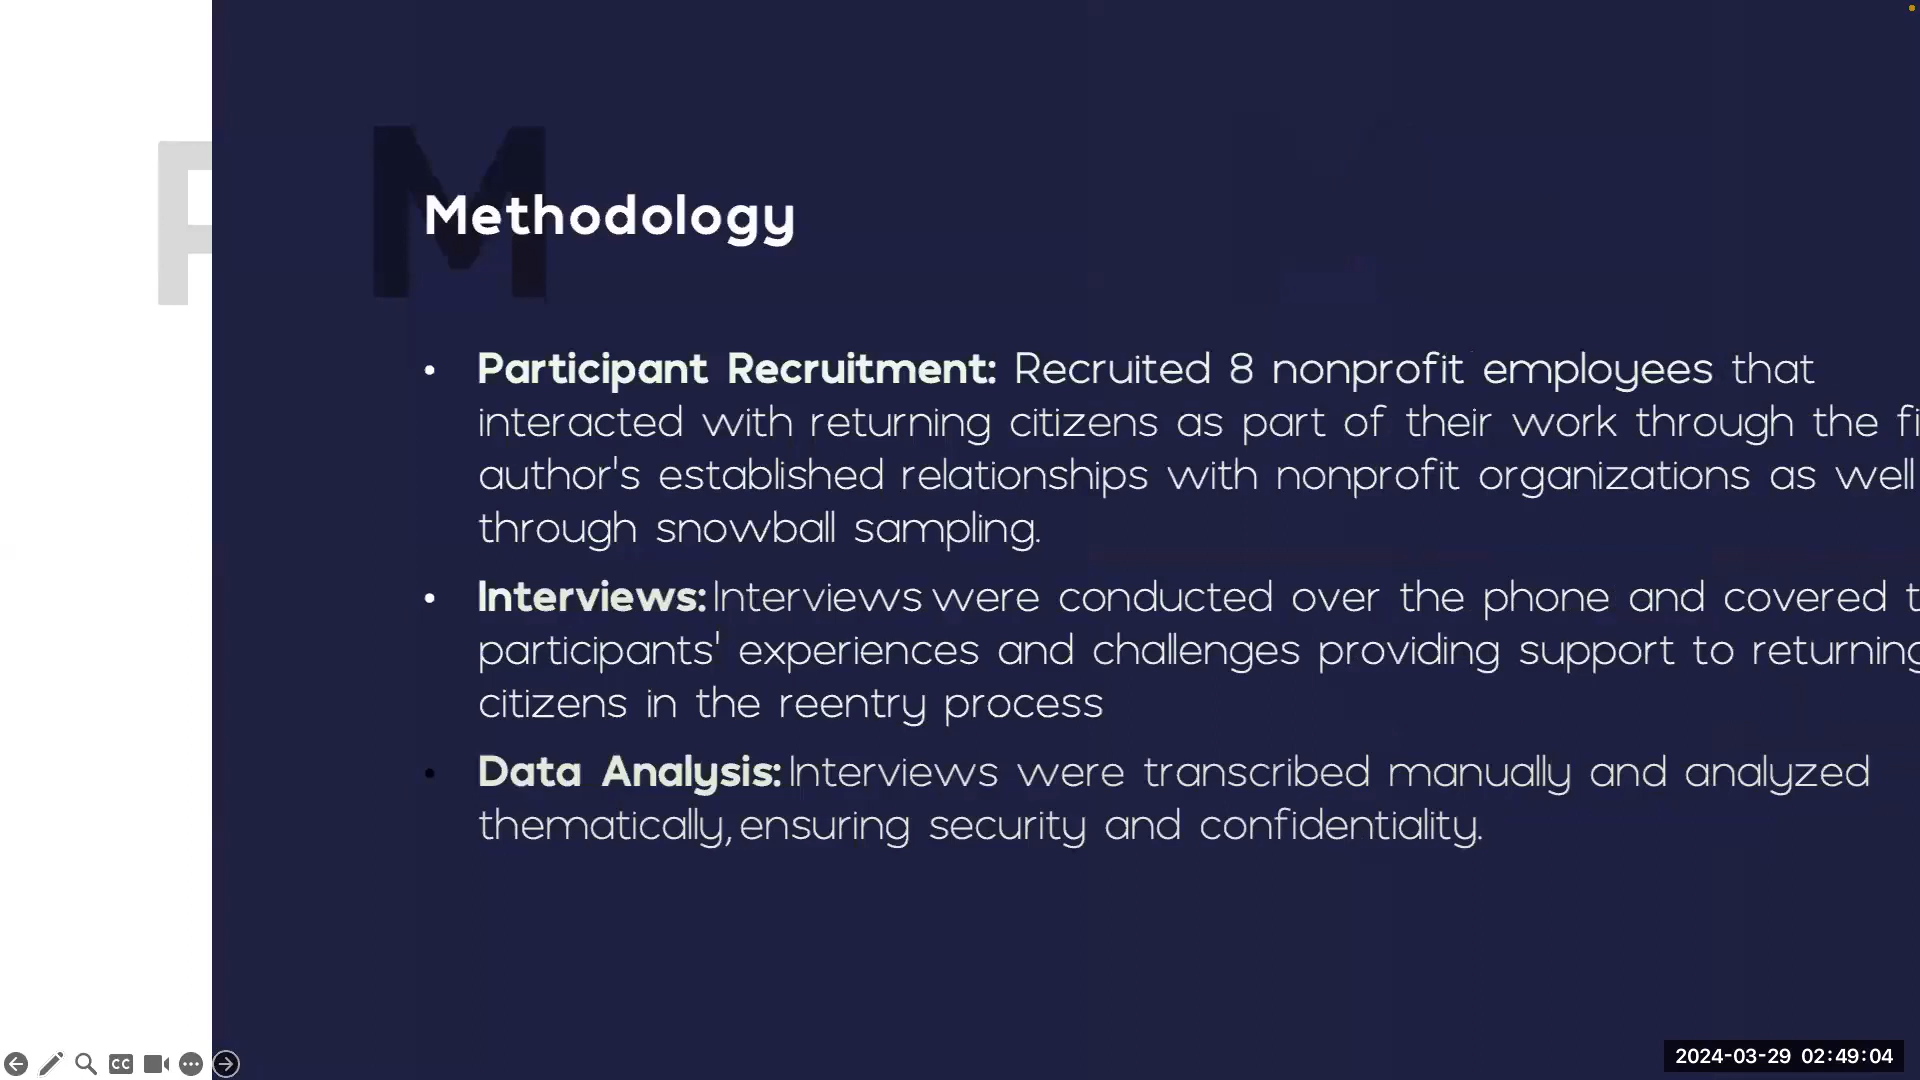 M
Methodology
• Participant Recruitment: Recruited 8 nonprofit employees that
interacted with returning citizens as part of their work through the
author's established relationships with nonprofit organizations as well
through snowball sampling.
• Interviews: Interviews were conducted over the phone and covered
participants' experiences and challenges providing support to returning
citizens in the reentry process
• Data Analysis: Interviews were transcribed manually and analyzed
thematically, ensuring security and confidentiality.
CC
2024-03-29 02:49:04